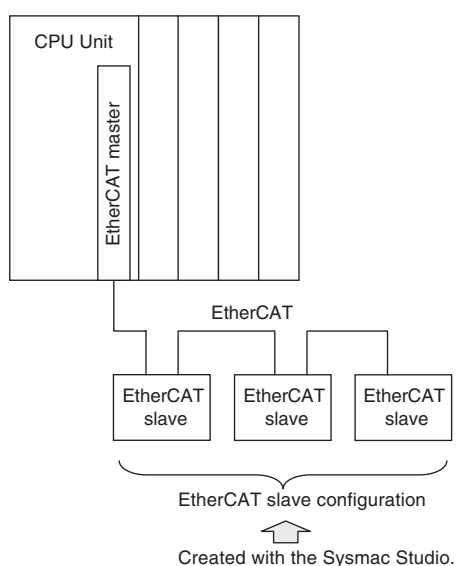 CPU Unit
EtherCAT master
EtherCAT
EtherCAT
slave
EtherCAT
slave
EtherCAT
slave
EtherCAT slave configuration
Created with the Sysmac Studio.